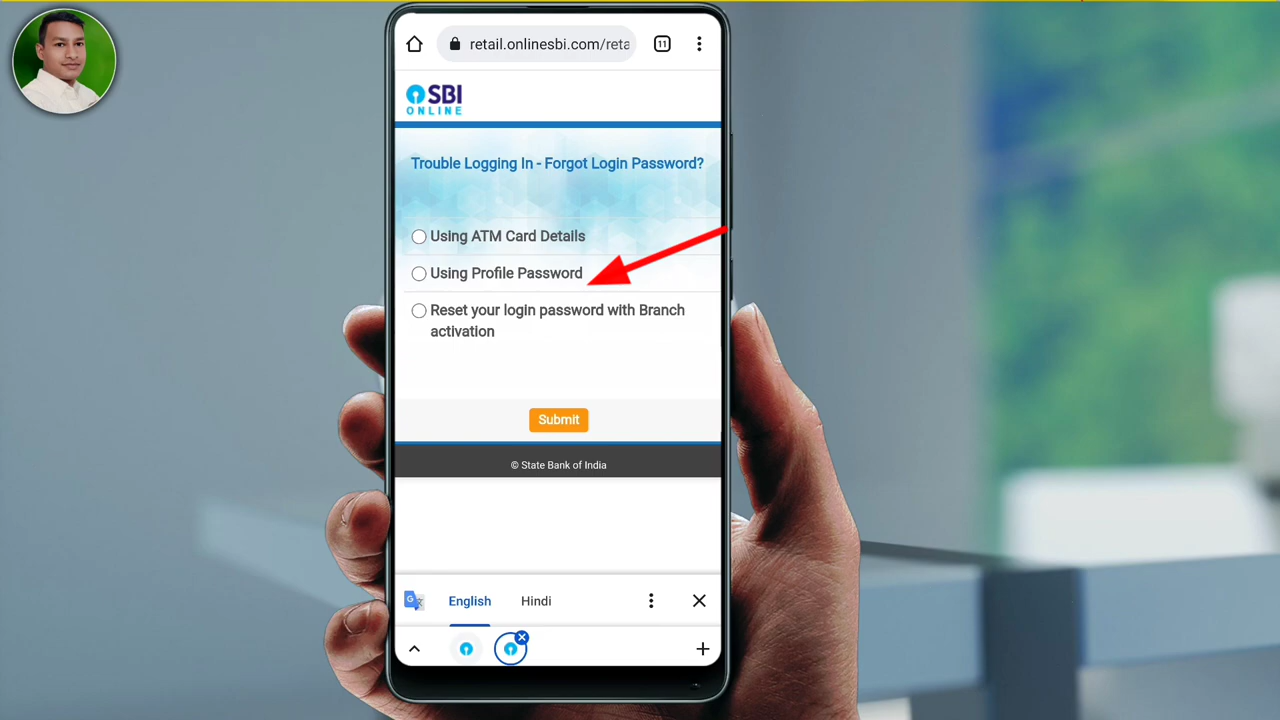 retail.onlinesbi.com/reta
11
SBI
ONLINE
Trouble Logging In - Forgot Login Password?
Using ATM Card Details
Using Profile Password
Reset your login password with Branch
activation
Submit
© State Bank of India
G
English
Hindi